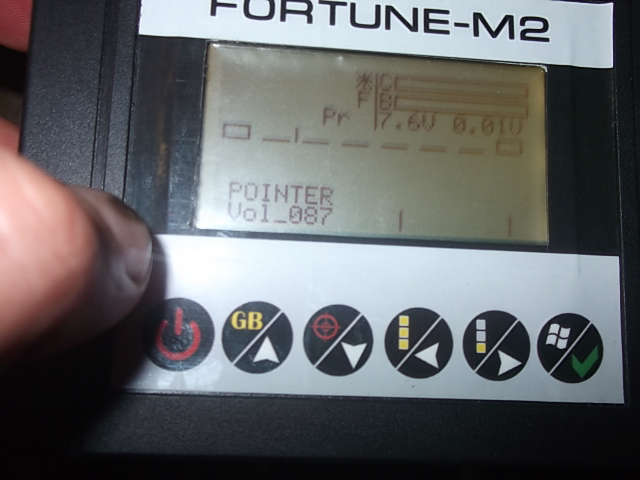 FORTUNE-M2
C
F B
Pr 7.6V 0.01V
POINTER
Vol_087
GB